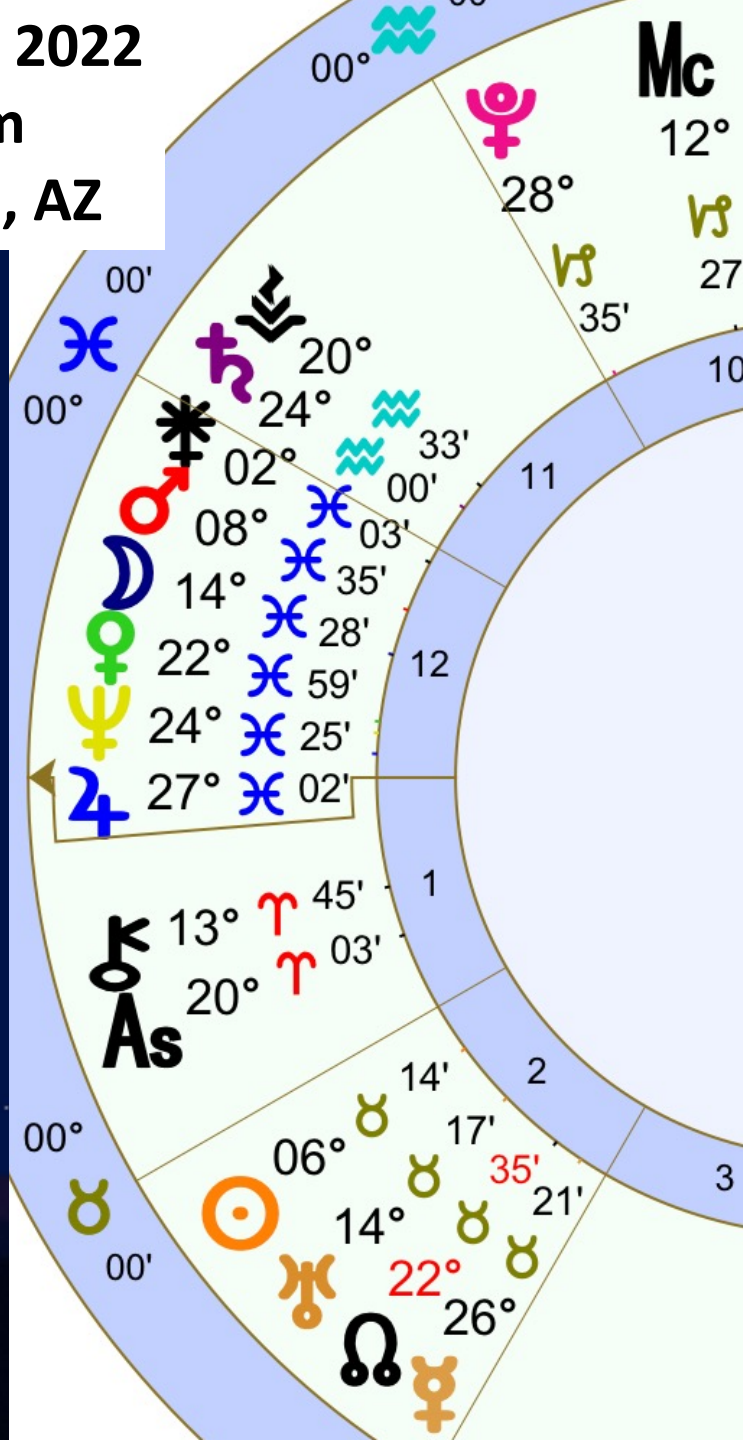 2022
m
, AZ
00'
00° ♒
♇ 28° ♑ 35'
Mc 12° ♑ 27
00'
♓
00°
⚶ 20° ♒ 33'
♄ 24° ♒ 00'
⚵ 02° ♓ 03'
♂ 08° ♓ 35'
☽ 14° ♓ 28'
♀ 22° ♓ 59'
♆ 24° ♓ 25'
♃ 27° ♓ 02'
⚷ 13° ♈ 45'
As 20° ♈ 03'
00°
♉
00'
☉ 06° ♉ 14'
♅ 14° ♉ 17'
☊ 22° ♉ 35'
☿ 26° ♉ 21'
10
11
12
1
2
3